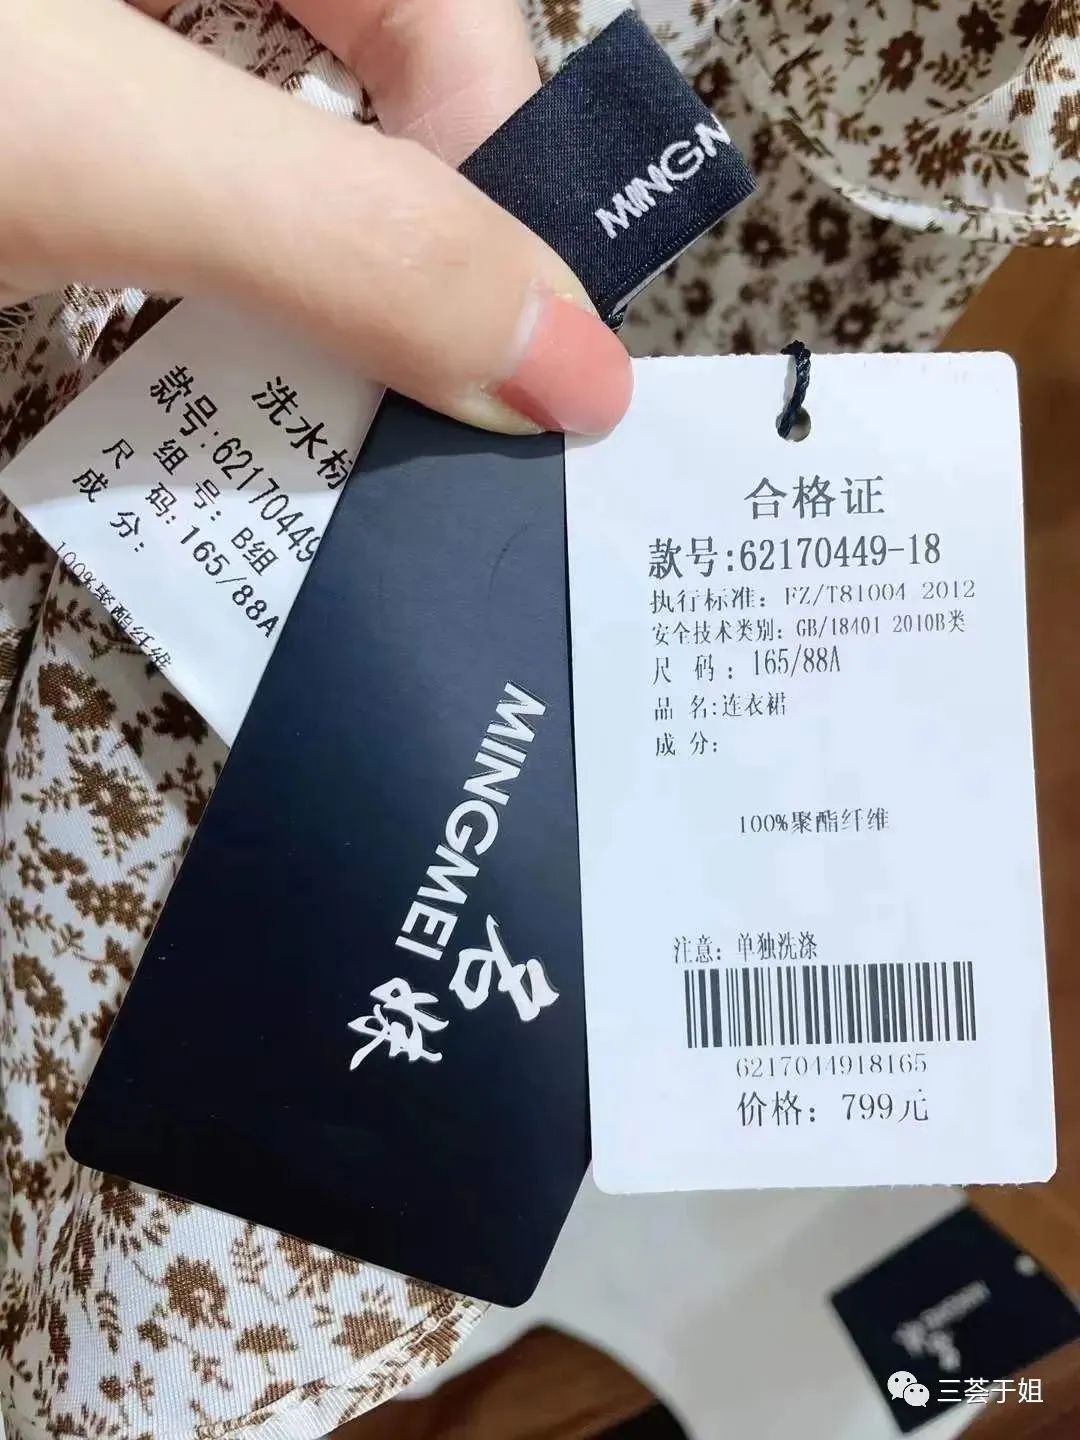 MINGM
洗水标
款号:62170449
组号: B组
尺码:165/88A
成分:
100%聚酯纤维
MINGMEI
名媒
合格证
款号:62170449-18
执行标准: FZ/T81004 2012
安全技术类别: GB/18401 2010B类
尺 码 : 165/88A
品 名:连衣裙
成 分:
100%聚酯纤维
注意: 单独洗涤
6217044918165
价格: 799元
三荟于姐